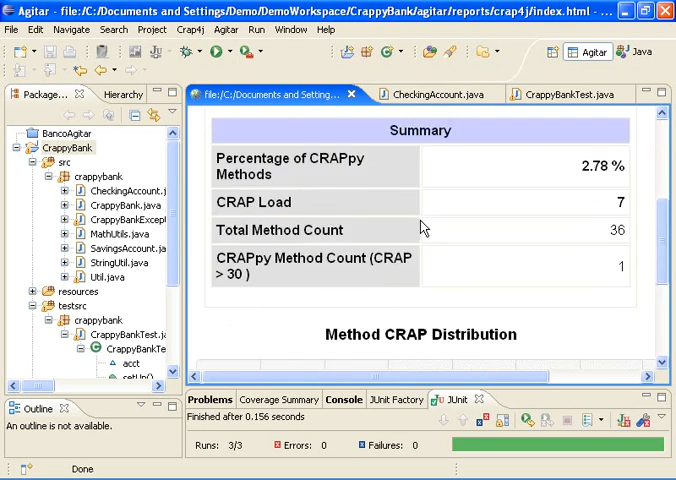 Agitar - file:/C:/Documents and Settings/Demo/DemoWorkspace/CrappyBank/agitar/reports/crap4j/index.html - ...
File Edit Navigate Search Project Crap4j Agitar Run Window Help
Agitar Java
Package... Hierarchy
file:/C:/Documents and Setting... CheckingAccount.java CrappyBankTest.java
BancoAgitar
CrappyBank
src
crappybank
CheckingAccount.j
CrappyBank.java
CrappyBankExcep
MathUtils.java
SavingsAccount.ja
StringUtil.java
Util.java
resources
testsrc
crappybank
CrappyBankTest.ja
CrappyBankTe
acct
setUp()
Summary
Percentage of CRAPpy Methods 2.78 %
CRAP Load 7
Total Method Count 36
CRAPpy Method Count (CRAP > 30 ) 1
Method CRAP Distribution
Outline
An outline is not available.
Problems Coverage Summary Console JUnit Factory JUnit
Finished after 0.156 seconds
Runs: 3/3 Errors: 0 Failures: 0
Done